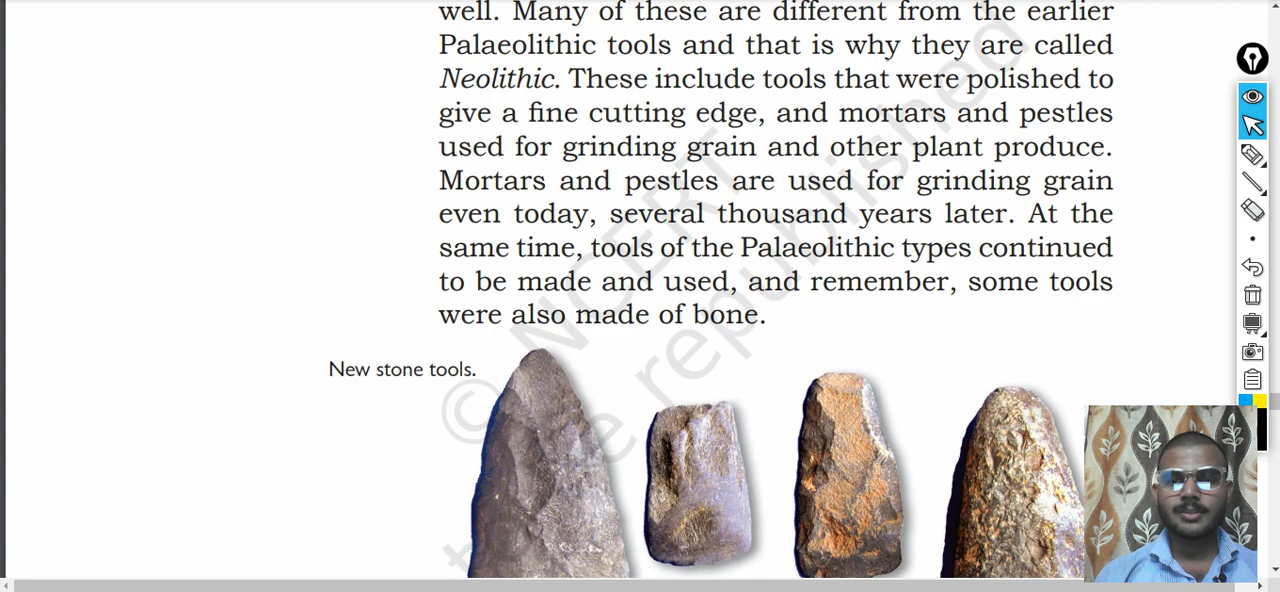 well. Many of these are different from the earlier
Palaeolithic tools and that is why they are called
Neolithic. These include tools that were polished to
give a fine cutting edge, and mortars and pestles
used for grinding grain and other plant produce.
Mortars and pestles are used for grinding grain
even today, several thousand years later. At the
same time, tools of the Palaeolithic types continued
to be made and used, and remember, some tools
were also made of bone.
New stone tools.
© NCERT
be republished